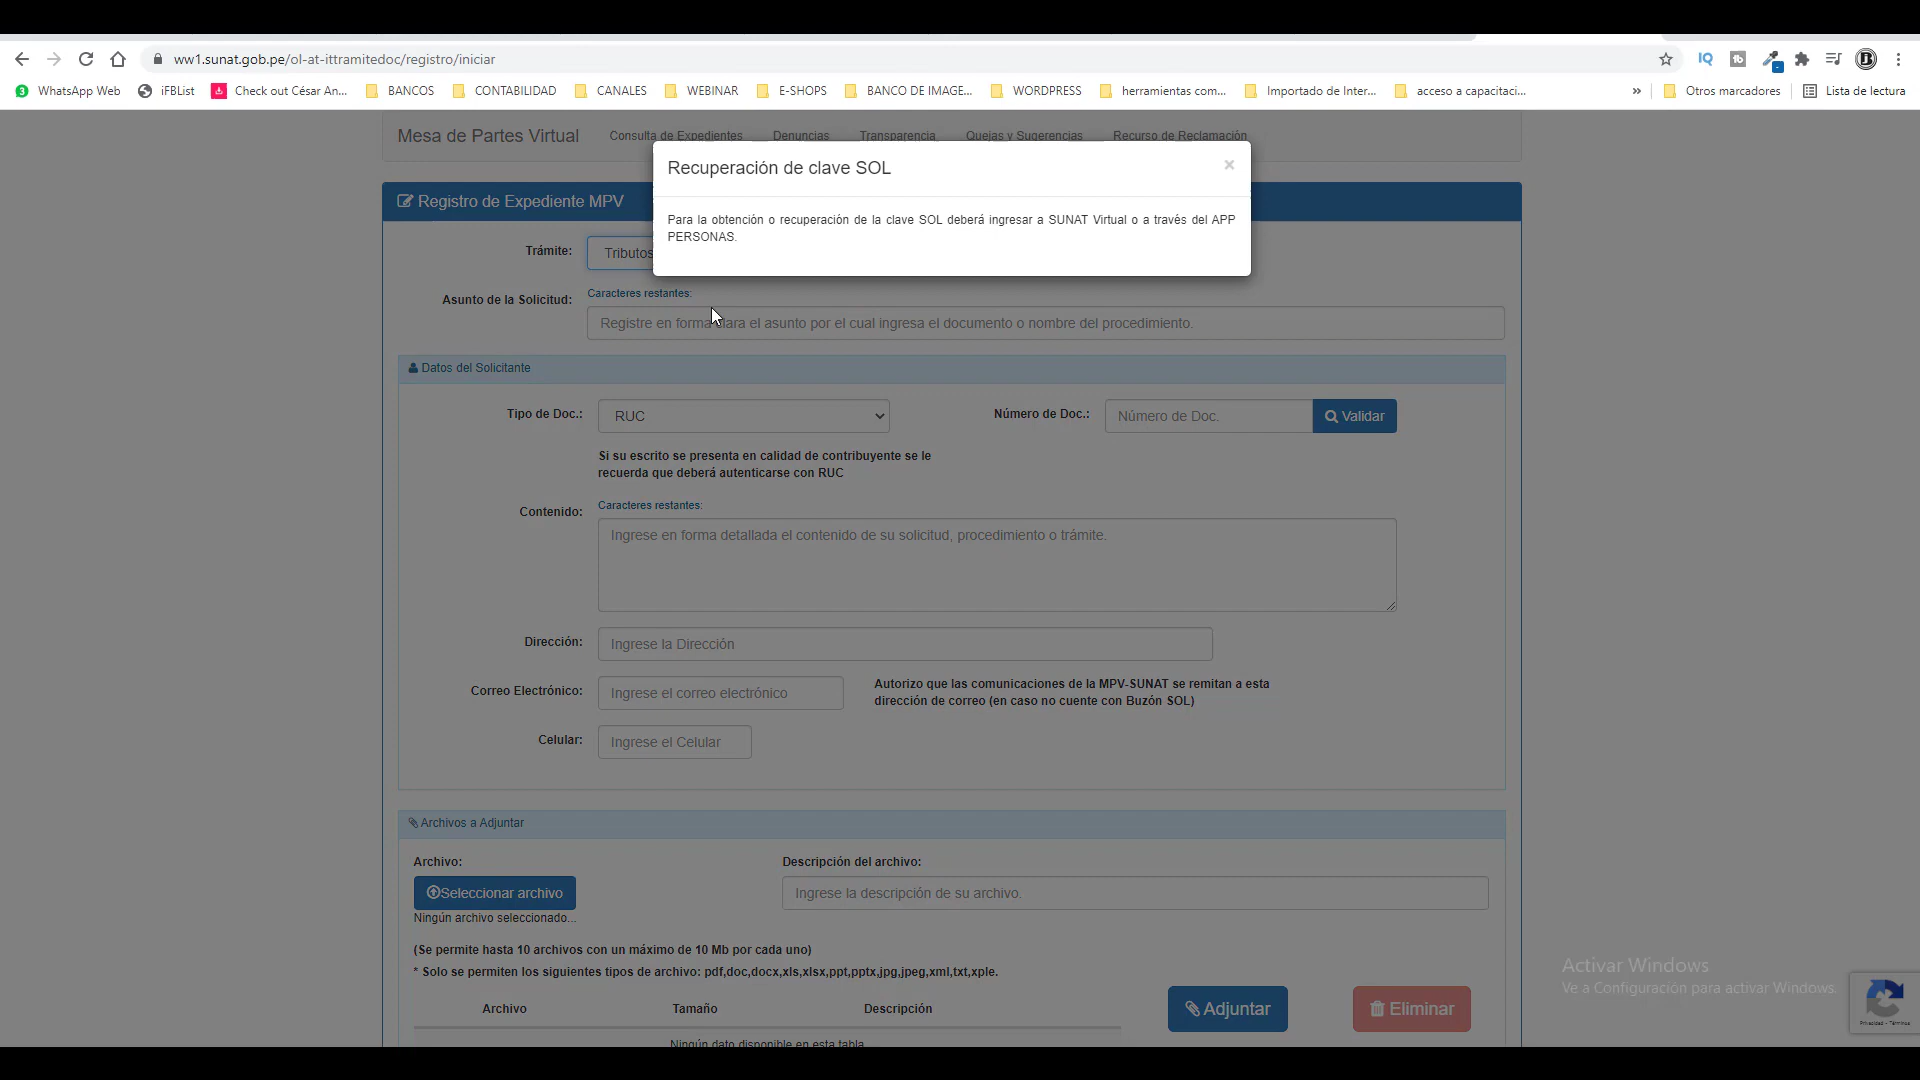 ww1.sunat.gob.pe/ol-at-ittramitedoc/registro/iniciar
WhatsApp Web iFBList Check out César An... BANCOS CONTABILIDAD CANALES WEBINAR E-SHOPS BANCO DE IMAGE... WORDPRESS herramientas com... Importado de Inter... acceso a capacitaci... » Otros marcadores Lista de lectura
Mesa de Partes Virtual Consulta de Expedientes Denuncias Transparencia Quejas y Sugerencias Recurso de Reclamación
Recuperación de clave SOL ×
Para la obtención o recuperación de la clave SOL deberá ingresar a SUNAT Virtual o a través del APP
PERSONAS.
Registro de Expediente MPV
Trámite: Tributos
Caracteres restantes:
Asunto de la Solicitud: Registre en forma clara el asunto por el cual ingresa el documento o nombre del procedimiento.
Datos del Solicitante
Tipo de Doc.: RUC Número de Doc.: Número de Doc. Validar
Si su escrito se presenta en calidad de contribuyente se le
recuerda que deberá autenticarse con RUC
Contenido: Caracteres restantes:
Ingrese en forma detallada el contenido de su solicitud, procedimiento o trámite.
Dirección: Ingrese la Dirección
Correo Electrónico: Ingrese el correo electrónico Autorizo que las comunicaciones de la MPV-SUNAT se remitan a esta
dirección de correo (en caso no cuente con Buzón SOL)
Celular: Ingrese el Celular
Archivos a Adjuntar
Archivo: Descripción del archivo:
Seleccionar archivo Ingrese la descripción de su archivo.
Ningún archivo seleccionado...
(Se permite hasta 10 archivos con un máximo de 10 Mb por cada uno)
* Solo se permiten los siguientes tipos de archivo: pdf,doc,docx,xls,xlsx,ppt,pptx,jpg,jpeg,xml,txt,xple.
Archivo Tamaño Descripción Adjuntar Eliminar
Ningún dato disponible en esta tabla
Activar Windows
Ve a Configuración para activar Windows.
Privacidad - Términos